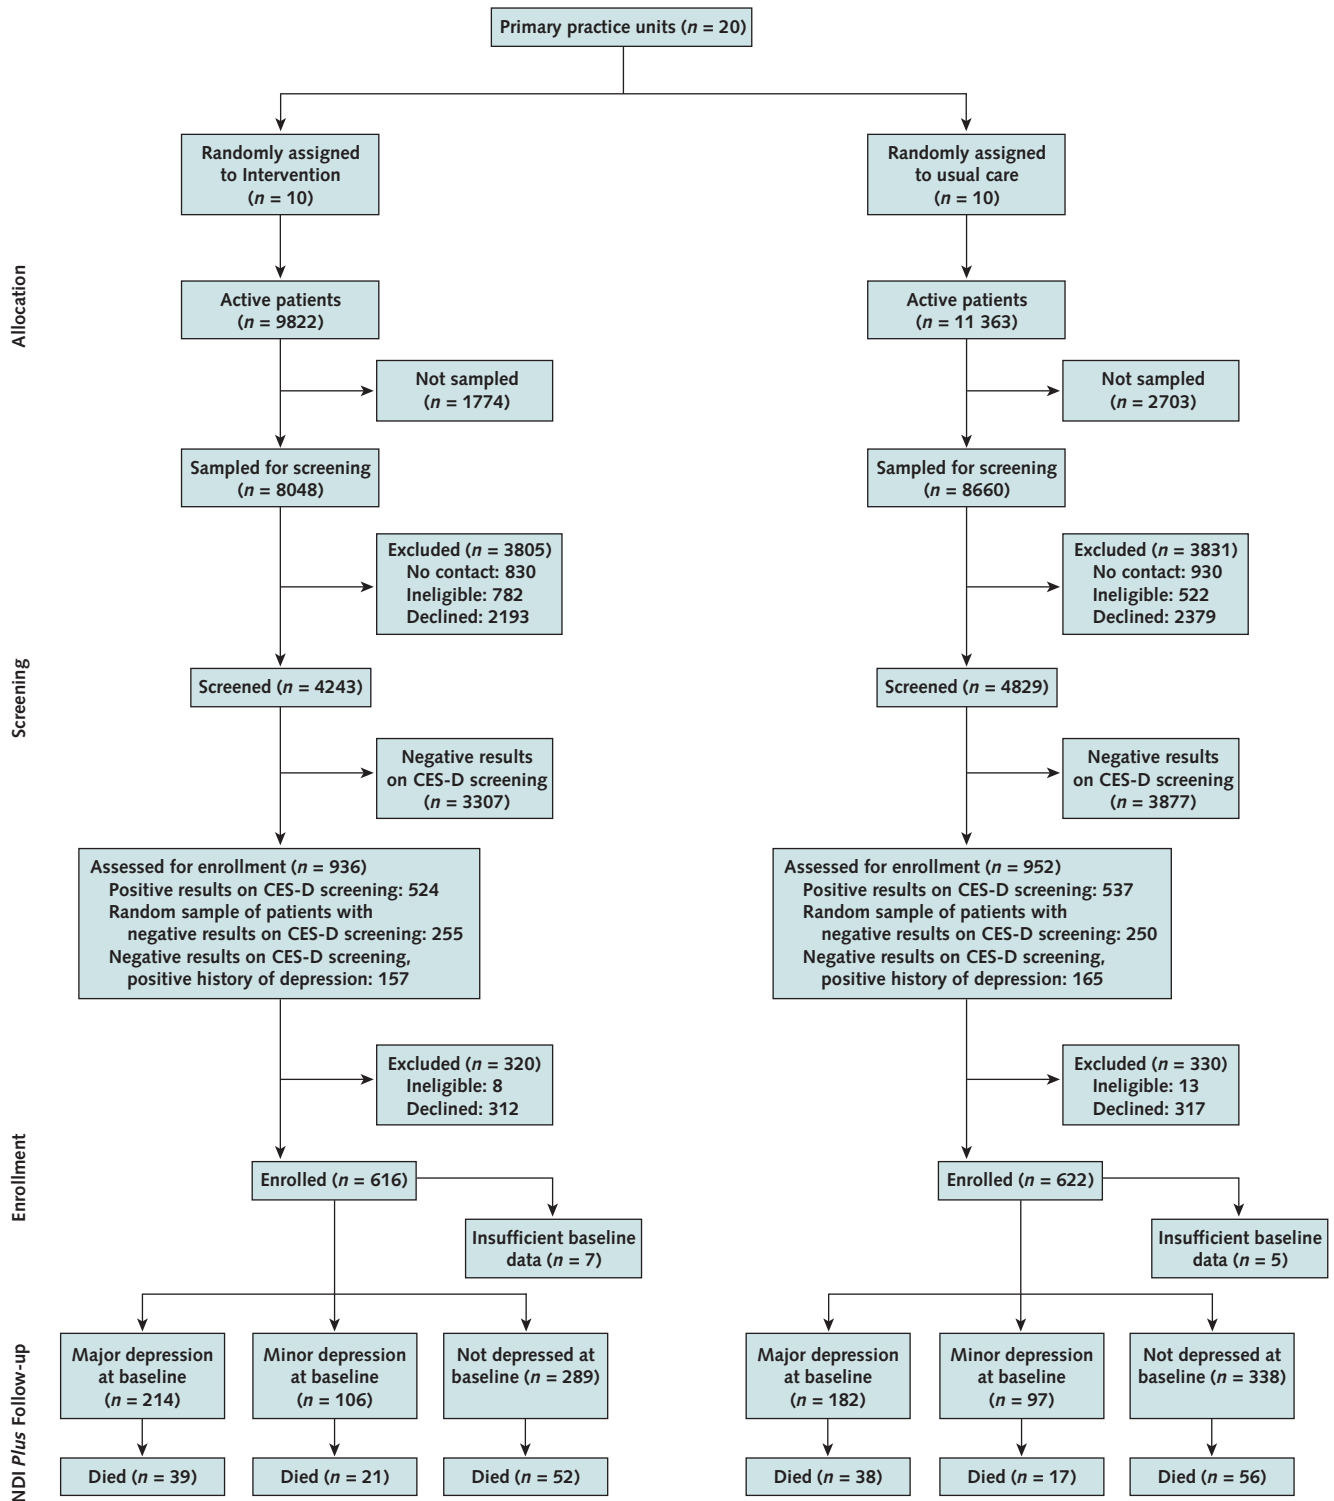 Primary practice units (n = 20)
Randomly assigned
to Intervention
(n = 10)
Randomly assigned
to usual care
(n = 10)
Allocation
Active patients
(n = 9822)
Active patients
(n = 11 363)
Not sampled
(n = 1774)
Not sampled
(n = 2703)
Sampled for screening
(n = 8048)
Sampled for screening
(n = 8660)
Excluded (n = 3805)
No contact: 830
Ineligible: 782
Declined: 2193
Excluded (n = 3831)
No contact: 930
Ineligible: 522
Declined: 2379
Screening
Screened (n = 4243)
Screened (n = 4829)
Negative results
on CES-D screening
(n = 3307)
Negative results
on CES-D screening
(n = 3877)
Assessed for enrollment (n = 936)
Positive results on CES-D screening: 524
Random sample of patients with
negative results on CES-D screening: 255
Negative results on CES-D screening,
positive history of depression: 157
Assessed for enrollment (n = 952)
Positive results on CES-D screening: 537
Random sample of patients with
negative results on CES-D screening: 250
Negative results on CES-D screening,
positive history of depression: 165
Excluded (n = 320)
Ineligible: 8
Declined: 312
Excluded (n = 330)
Ineligible: 13
Declined: 317
Enrollment
Enrolled (n = 616)
Enrolled (n = 622)
Insufficient baseline
data (n = 7)
Insufficient baseline
data (n = 5)
NDI Plus Follow-up
Major depression
at baseline
(n = 214)
Minor depression
at baseline
(n = 106)
Not depressed at
baseline (n = 289)
Major depression
at baseline
(n = 182)
Minor depression
at baseline
(n = 97)
Not depressed at
baseline (n = 338)
Died (n = 39)
Died (n = 21)
Died (n = 52)
Died (n = 38)
Died (n = 17)
Died (n = 56)